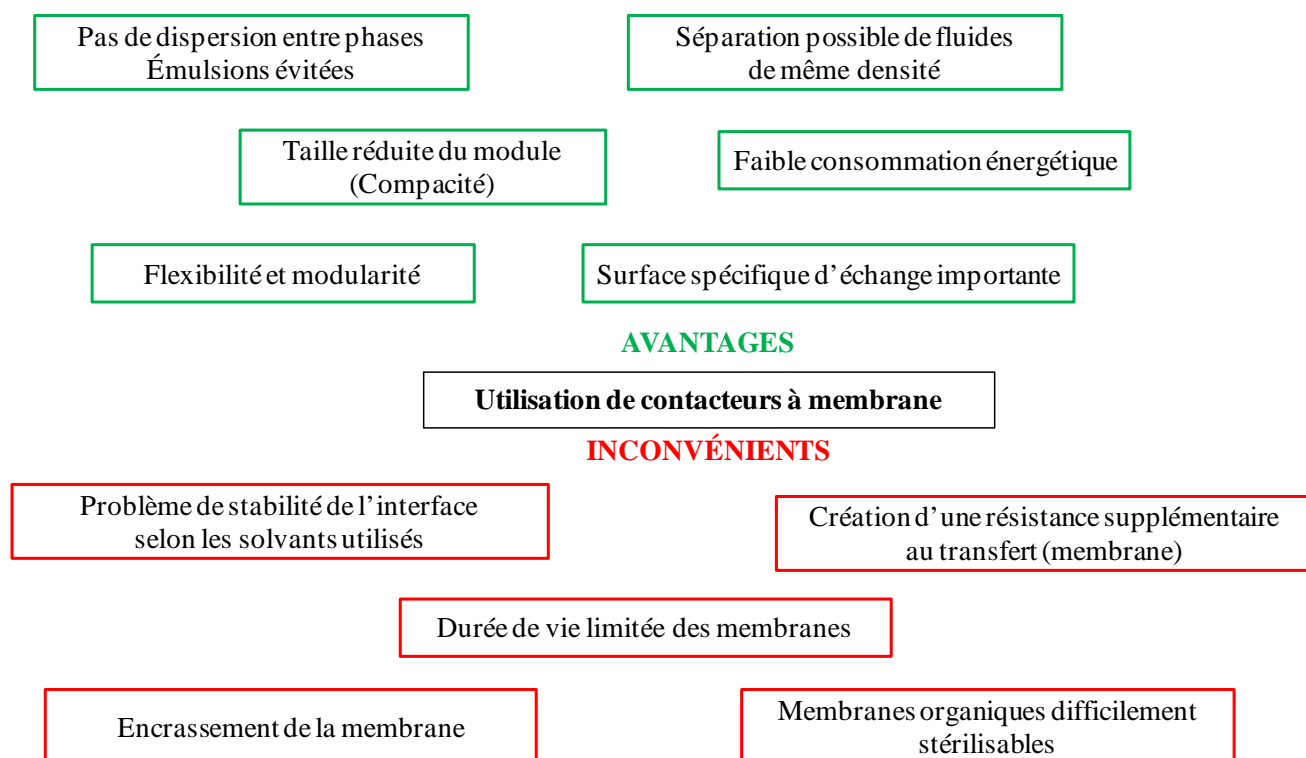 Pas de dispersion entre phases
Émulsions évitées
Séparation possible de fluides
de même densité
Taille réduite du module
(Compacité)
Faible consommation énergétique
Flexibilité et modularité
Surface spécifique d'échange importante
AVANTAGES
Utilisation de contacteurs à membrane
INCONVÉNIENTS
Problème de stabilité de l'interface
selon les solvants utilisés
Création d'une résistance supplémentaire
au transfert (membrane)
Durée de vie limitée des membranes
Encrassement de la membrane
Membranes organiques difficilement
stérilisables